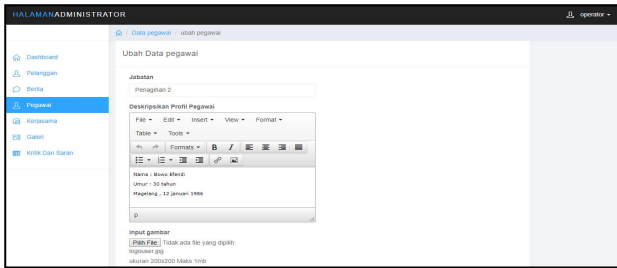 HALAMANADMINISTRATOR
operator
/ Data pegawai / ubah pegawai
Dashboard
Pelanggan
Berita
Pegawai
Kerjasama
Galeri
Kritik Dan Saran
Ubah Data pegawai
Jabatan
Penagihan 2
Deskripsikan Profil Pegawai
File Edit Insert View Format
Table Tools
Formats B I
Nama : Bowo Efendi
Umur : 30 tahun
Magelang , 12 januari 1986
p
Input gambar
Pilih File Tidak ada file yang dipilih
logouser.jpg
ukuran 200x200 Maks 1mb